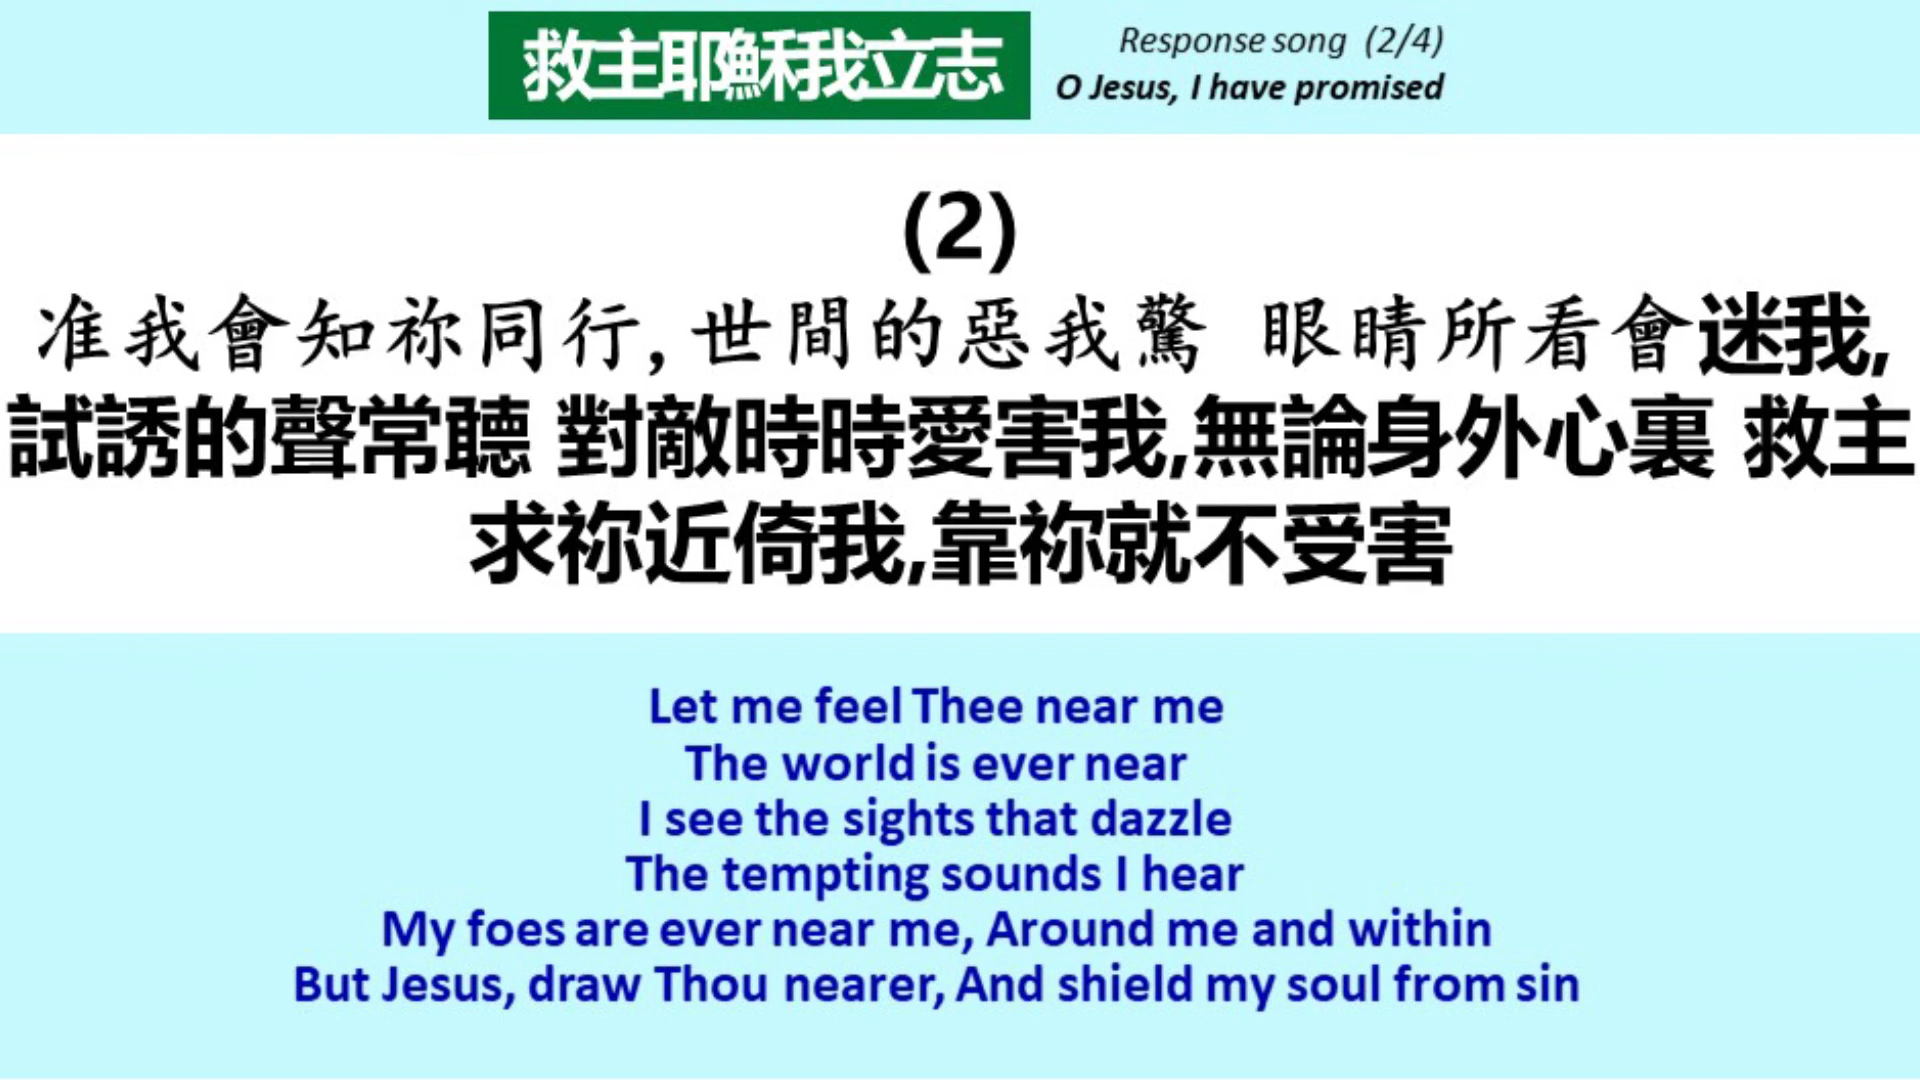 救主耶穌我立志
Response song (2/4)
O Jesus, I have promised
(2)
准我會知祢同行,世間的惡我驚 眼睛所看會迷我,
試誘的聲常聽 對敵時時愛害我,無論身外心裏 救主
求祢近倚我,靠祢就不受害
Let me feel Thee near me
The world is ever near
I see the sights that dazzle
The tempting sounds I hear
My foes are ever near me, Around me and within
But Jesus, draw Thou nearer, And shield my soul from sin